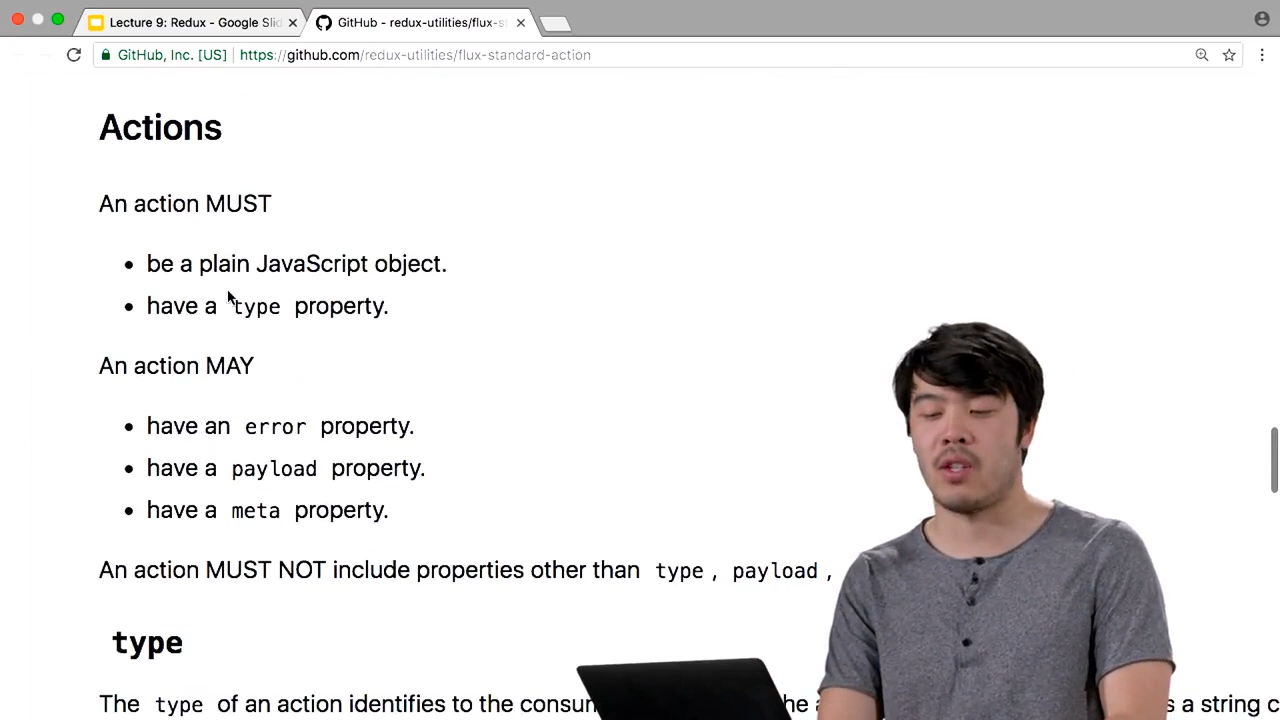 Lecture 9: Redux - Google Slid
GitHub - redux-utilities/flux-s
GitHub, Inc. [US]
https://github.com/redux-utilities/flux-standard-action
Actions
An action MUST
be a plain JavaScript object.
have a type property.
An action MAY
have an error property.
have a payload property.
have a meta property.
An action MUST NOT include properties other than type, payload,
type
The type of an action identifies to the consum he a s a string c